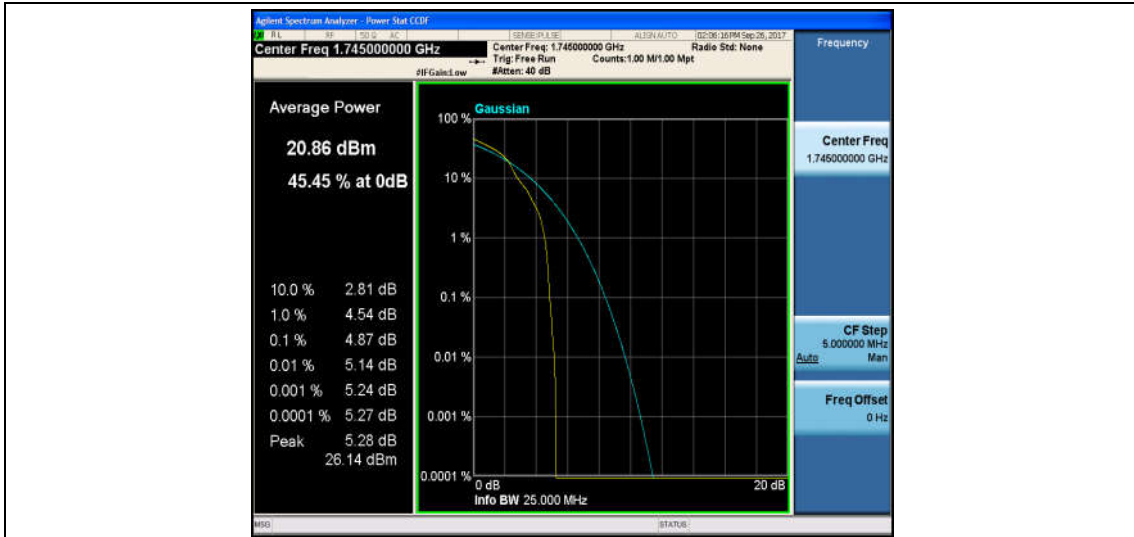 Agilent Spectrum Analyzer - Power Stat CCDF
RL RF 50 Ω AC SENSE:PULSE ALIGN AUTO 02:06:16 PM Sep 26, 2017
Center Freq 1.745000000 GHz
Center Freq: 1.745000000 GHz Radio Std: None
Trig: Free Run Counts:1.00 M/1.00 Mpt
#IFGain:Low #Atten: 40 dB
Frequency
Average Power
20.86 dBm
45.45 % at 0dB
10.0 % 2.81 dB
1.0 % 4.54 dB
0.1 % 4.87 dB
0.01 % 5.14 dB
0.001 % 5.24 dB
0.0001 % 5.27 dB
Peak 5.28 dB
26.14 dBm
Gaussian
100 %
10 %
1 %
0.1 %
0.01 %
0.001 %
0.0001 %
0 dB 20 dB
Info BW 25.000 MHz
Center Freq
1.745000000 GHz
CF Step
5.000000 MHz
Auto Man
Freq Offset
0 Hz
MSG STATUS